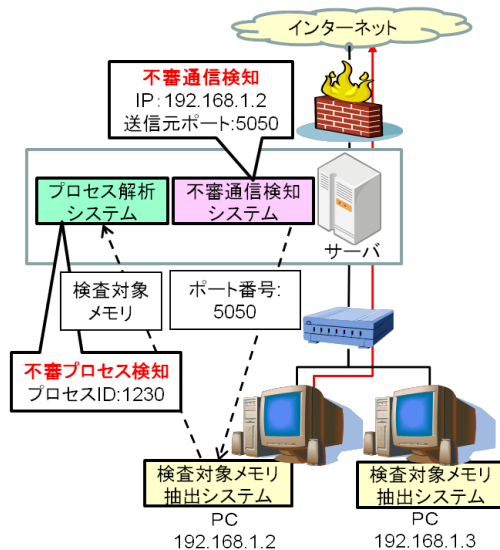 インターネット
不審通信検知
IP:192.168.1.2
送信元ポート:5050
プロセス解析
システム
不審通信検知
システム
サーバ
検査対象
メモリ
ポート番号:
5050
不審プロセス検知
プロセスID:1230
検査対象メモリ
抽出システム
PC
192.168.1.2
検査対象メモリ
抽出システム
PC
192.168.1.3